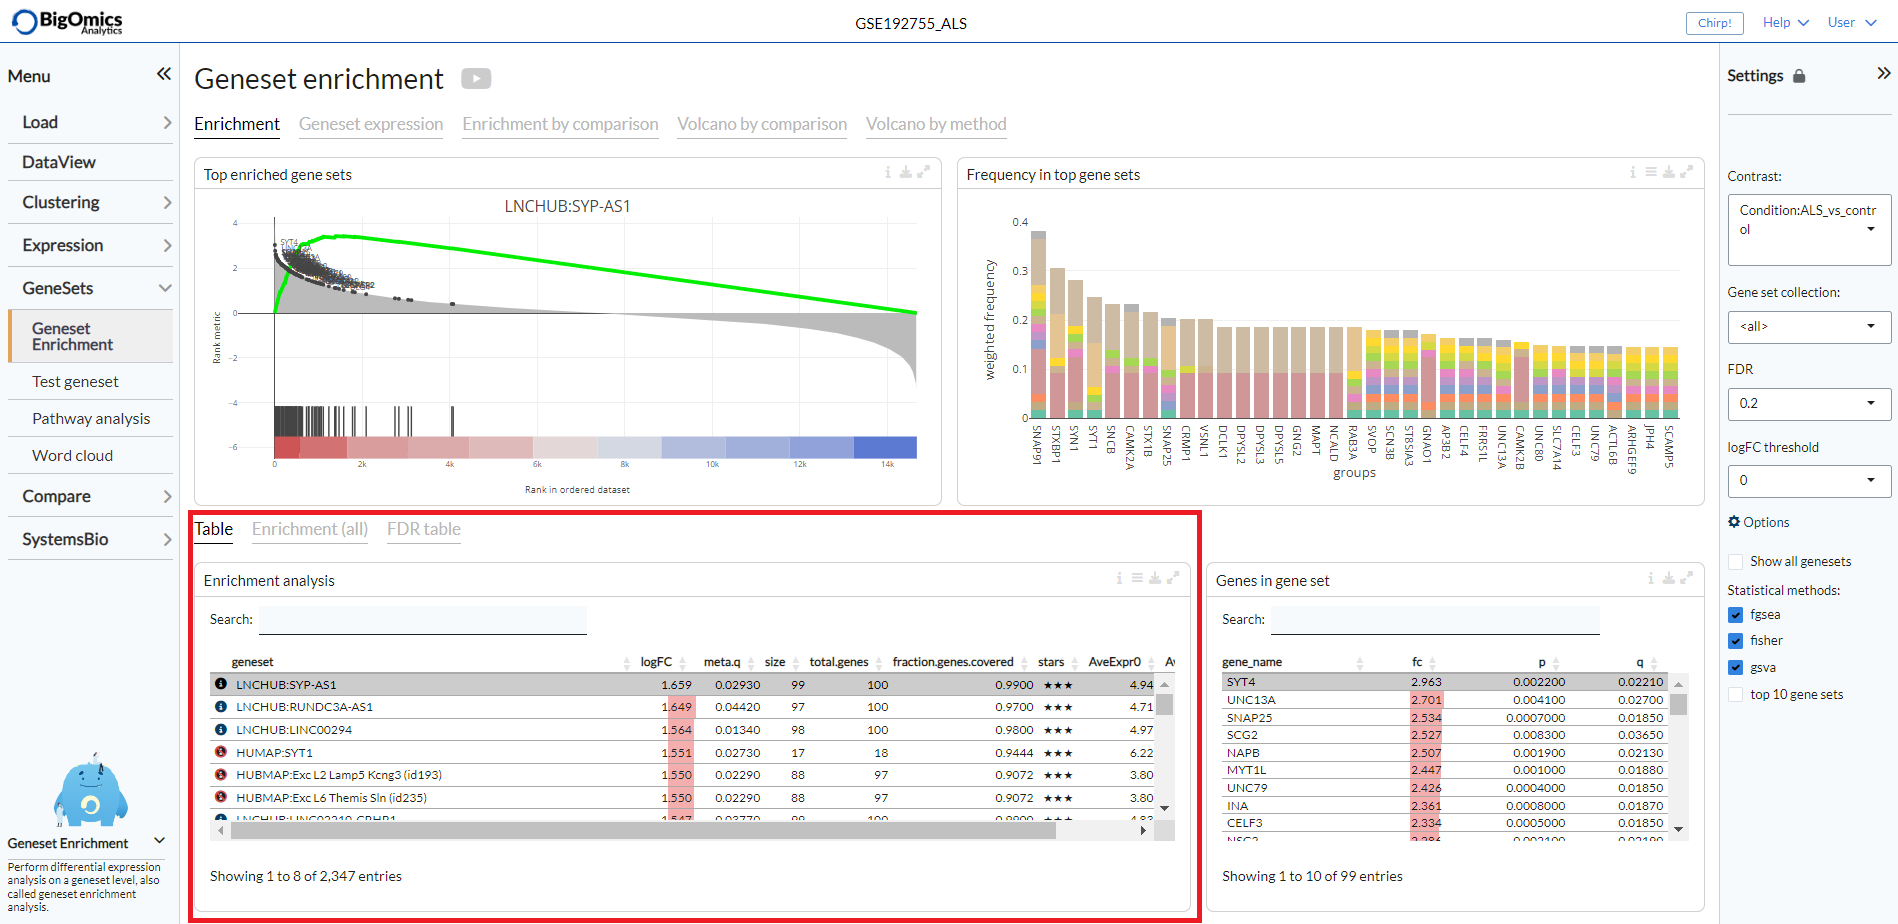 BigOmics
Analytics
GSE192755_ALS
Chirp!
Help
User
Menu
Load
DataView
Clustering
Expression
GeneSets
Geneset
Enrichment
Test geneset
Pathway analysis
Word cloud
Compare
SystemsBio
Geneset Enrichment
Perform differential expression
analysis on a geneset level, also
called geneset enrichment
analysis.
Geneset enrichment
Enrichment Geneset expression Enrichment by comparison Volcano by comparison Volcano by method
Top enriched gene sets
LNCHUB:SYP-AS1
SYT4
Rank metric
4
2
0
−2
−4
−6
0 2k 4k 6k 8k 10k 12k 14k
Rank in ordered dataset
Frequency in top gene sets
weighted frequency
0.4
0.3
0.2
0.1
0
SNAP91 STXBP1 SYN1 SYT1 SNCB CAMK2A STX1B SNAP25 CRMP1 VSNL1 DCLK1 DPYSL2 DPYSL3 DPYSL5 GNG2 MAPT NCALD RAB3A SVOP SCN3B ST8SIA3 GNAO1 AP3B2 CELF4 FRRS1L UNC13A CAMK2B UNC80 SLC7A14 CELF3 UNC79 ACTL6B ARHGEF9 JPH4 SCAMP5
groups
Table Enrichment (all) FDR table
Enrichment analysis
Search:
geneset logFC meta.q size total.genes fraction.genes.covered stars AveExpr0 A
LNCHUB:SYP-AS1 1.659 0.02930 99 100 0.9900 ★★★ 4.94
LNCHUB:RUNDC3A-AS1 1.649 0.04420 97 100 0.9700 ★★★ 4.71
LNCHUB:LINC00294 1.564 0.01340 98 100 0.9800 ★★★ 4.97
HUMAP:SYT1 1.551 0.02730 17 18 0.9444 ★★★ 6.22
HUBMAP:Exc L2 Lamp5 Kcng3 (id193) 1.550 0.02290 88 97 0.9072 ★★★ 3.80
HUBMAP:Exc L6 Themis Sln (id235) 1.550 0.02290 88 97 0.9072 ★★★ 3.80
Showing 1 to 8 of 2,347 entries
Genes in gene set
Search:
gene_name fc p q
SYT4 2.963 0.002200 0.02210
UNC13A 2.701 0.004100 0.02700
SNAP25 2.534 0.0007000 0.01850
SCG2 2.527 0.008300 0.03650
NAPB 2.507 0.001900 0.02130
MYT1L 2.447 0.001000 0.01880
UNC79 2.426 0.0004000 0.01850
INA 2.361 0.0008000 0.01870
CELF3 2.334 0.0005000 0.01850
Showing 1 to 10 of 99 entries
Settings
Contrast:
Condition:ALS_vs_contr
ol
Gene set collection:
<all>
FDR
0.2
logFC threshold
0
Options
Show all genesets
Statistical methods:
fgsea
fisher
gsva
top 10 gene sets